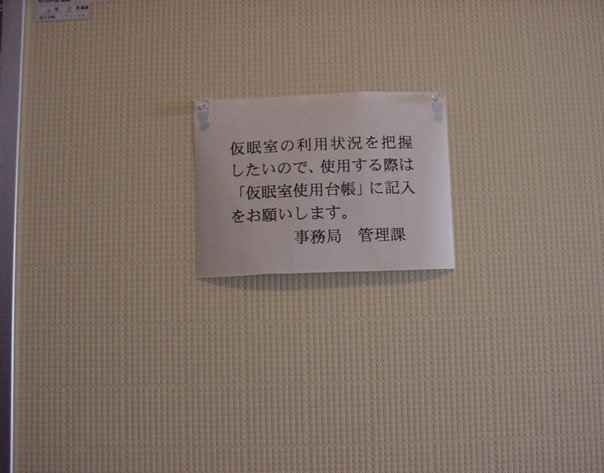 仮眠室の利用状況を把握
したいので、使用する際は
「仮眠室使用台帳」に記入
をお願いします。
事務局　管理課